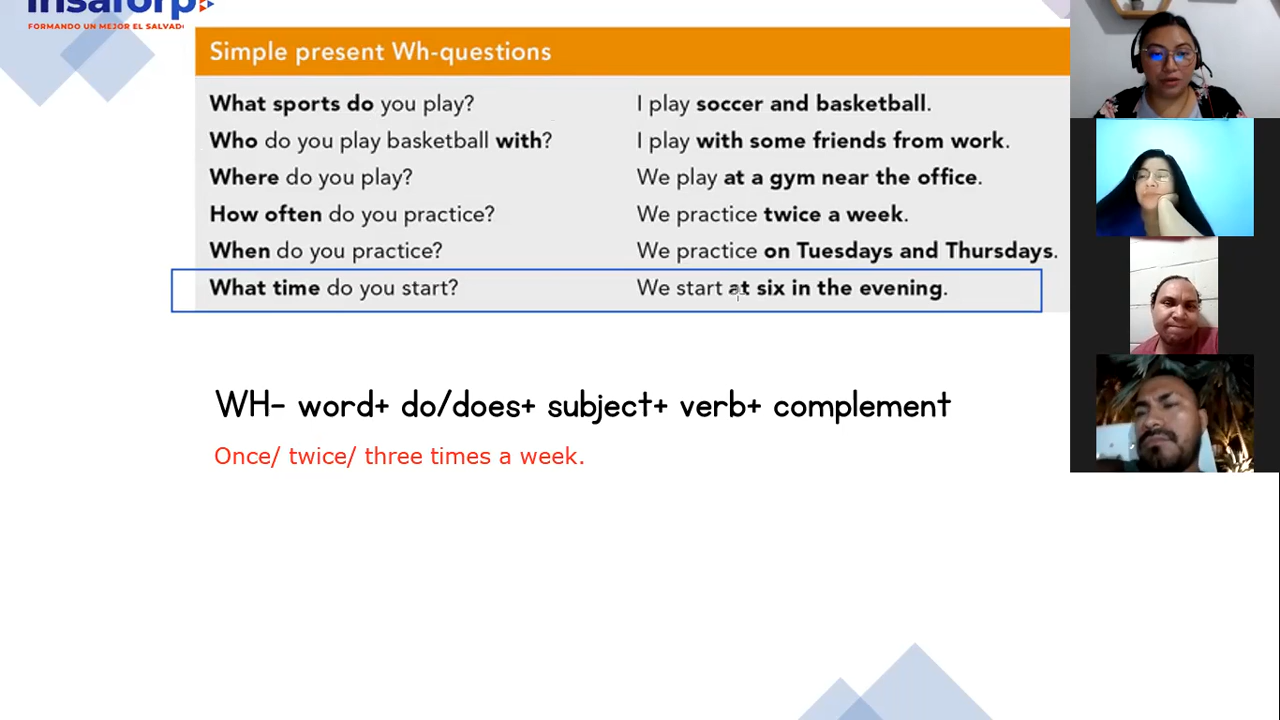 Insaforp
FORMANDO UN MEJOR EL SALVAD
Simple present Wh-questions
What sports do you play? I play soccer and basketball.
Who do you play basketball with? I play with some friends from work.
Where do you play? We play at a gym near the office.
How often do you practice? We practice twice a week.
When do you practice? We practice on Tuesdays and Thursdays.
What time do you start? We start at six in the evening.
WH- word+ do/does+ subject+ verb+ complement
Once/ twice/ three times a week.